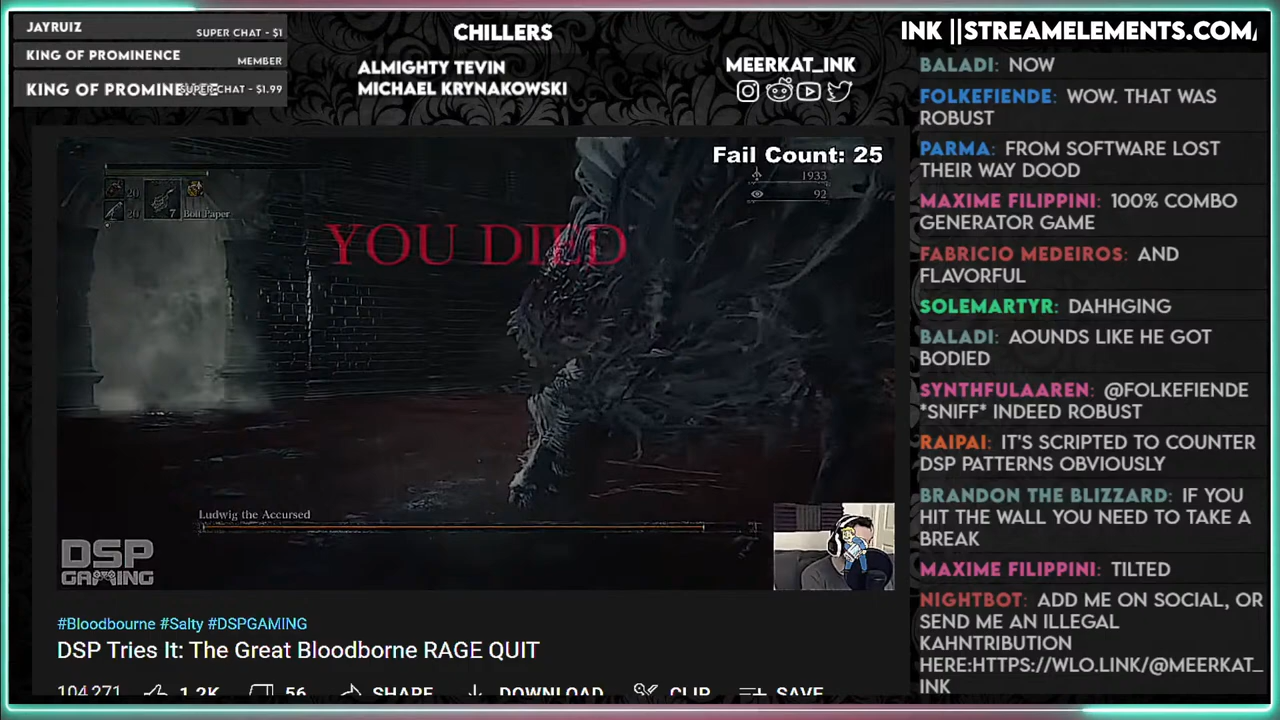 JAYRUIZ
SUPER CHAT - $1
KING OF PROMINENCE
MEMBER
KING OF PROMINENCE
SUPER CHAT - $1.99
CHILLERS
ALMIGHTY TEVIN
MICHAEL KRYNAKOWSKI
MEERKAT_INK
INK ||STREAMELEMENTS.COM/
Fail Count: 25
1933
92
20
20
7
Bolt Paper
YOU DIED
Ludwig the Accursed
DSP
GAMING
#Bloodbourne #Salty #DSPGAMING
DSP Tries It: The Great Bloodborne RAGE QUIT
104,271 1.2K 56 SHARE DOWNLOAD CLIP SAVE
BALADI: NOW
FOLKEFIENDE: WOW. THAT WAS
ROBUST
PARMA: FROM SOFTWARE LOST
THEIR WAY DOOD
MAXIME FILIPPINI: 100% COMBO
GENERATOR GAME
FABRICIO MEDEIROS: AND
FLAVORFUL
SOLEMARTYR: DAHHGING
BALADI: AOUNDS LIKE HE GOT
BODIED
SYNTHFULAAREN: @FOLKEFIENDE
*SNIFF* INDEED ROBUST
RAIPAI: IT'S SCRIPTED TO COUNTER
DSP PATTERNS OBVIOUSLY
BRANDON THE BLIZZARD: IF YOU
HIT THE WALL YOU NEED TO TAKE A
BREAK
MAXIME FILIPPINI: TILTED
NIGHTBOT: ADD ME ON SOCIAL, OR
SEND ME AN ILLEGAL
KAHNTRIBUTION
HERE:HTTPS://WLO.LINK/@MEERKAT_
INK